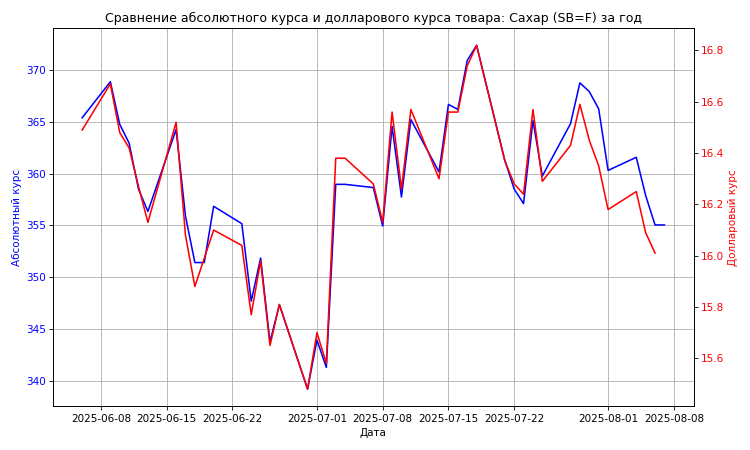 Сравнение абсолютного курса и долларового курса товара: Сахар (SB=F) за год
370
365
360
355
350
345
340
Абсолютный курс
16.8
16.6
16.4
16.2
16.0
15.8
15.6
Долларовый курс
2025-06-08 2025-06-15 2025-06-22 2025-07-01 2025-07-08 2025-07-15 2025-07-22 2025-08-01 2025-08-08
Дата